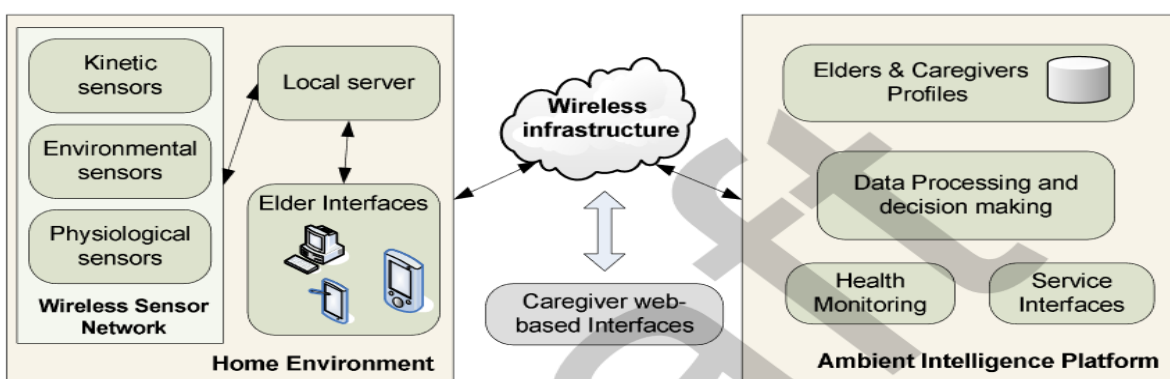 Kinetic
sensors
Environmental
sensors
Physiological
sensors
Wireless Sensor
Network
Local server
Elder Interfaces
Home Environment
Wireless
infrastructure
Caregiver web-
based Interfaces
Elders & Caregivers
Profiles
Data Processing and
decision making
Health
Monitoring
Service
Interfaces
Ambient Intelligence Platform